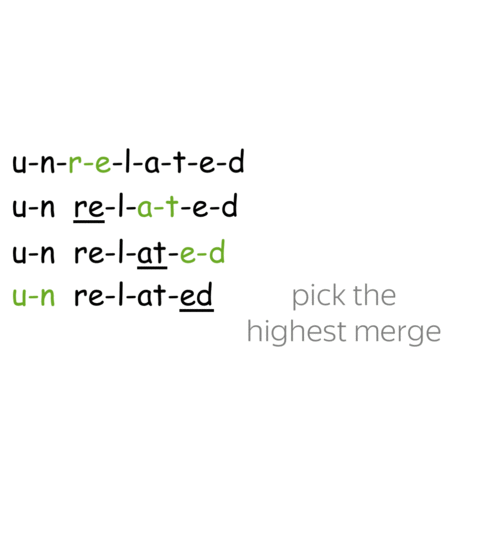 u-n-r-e-l-a-t-e-d
u-n re-l-a-t-e-d
u-n re-l-at-e-d
u-n re-l-at-ed
pick the
highest merge